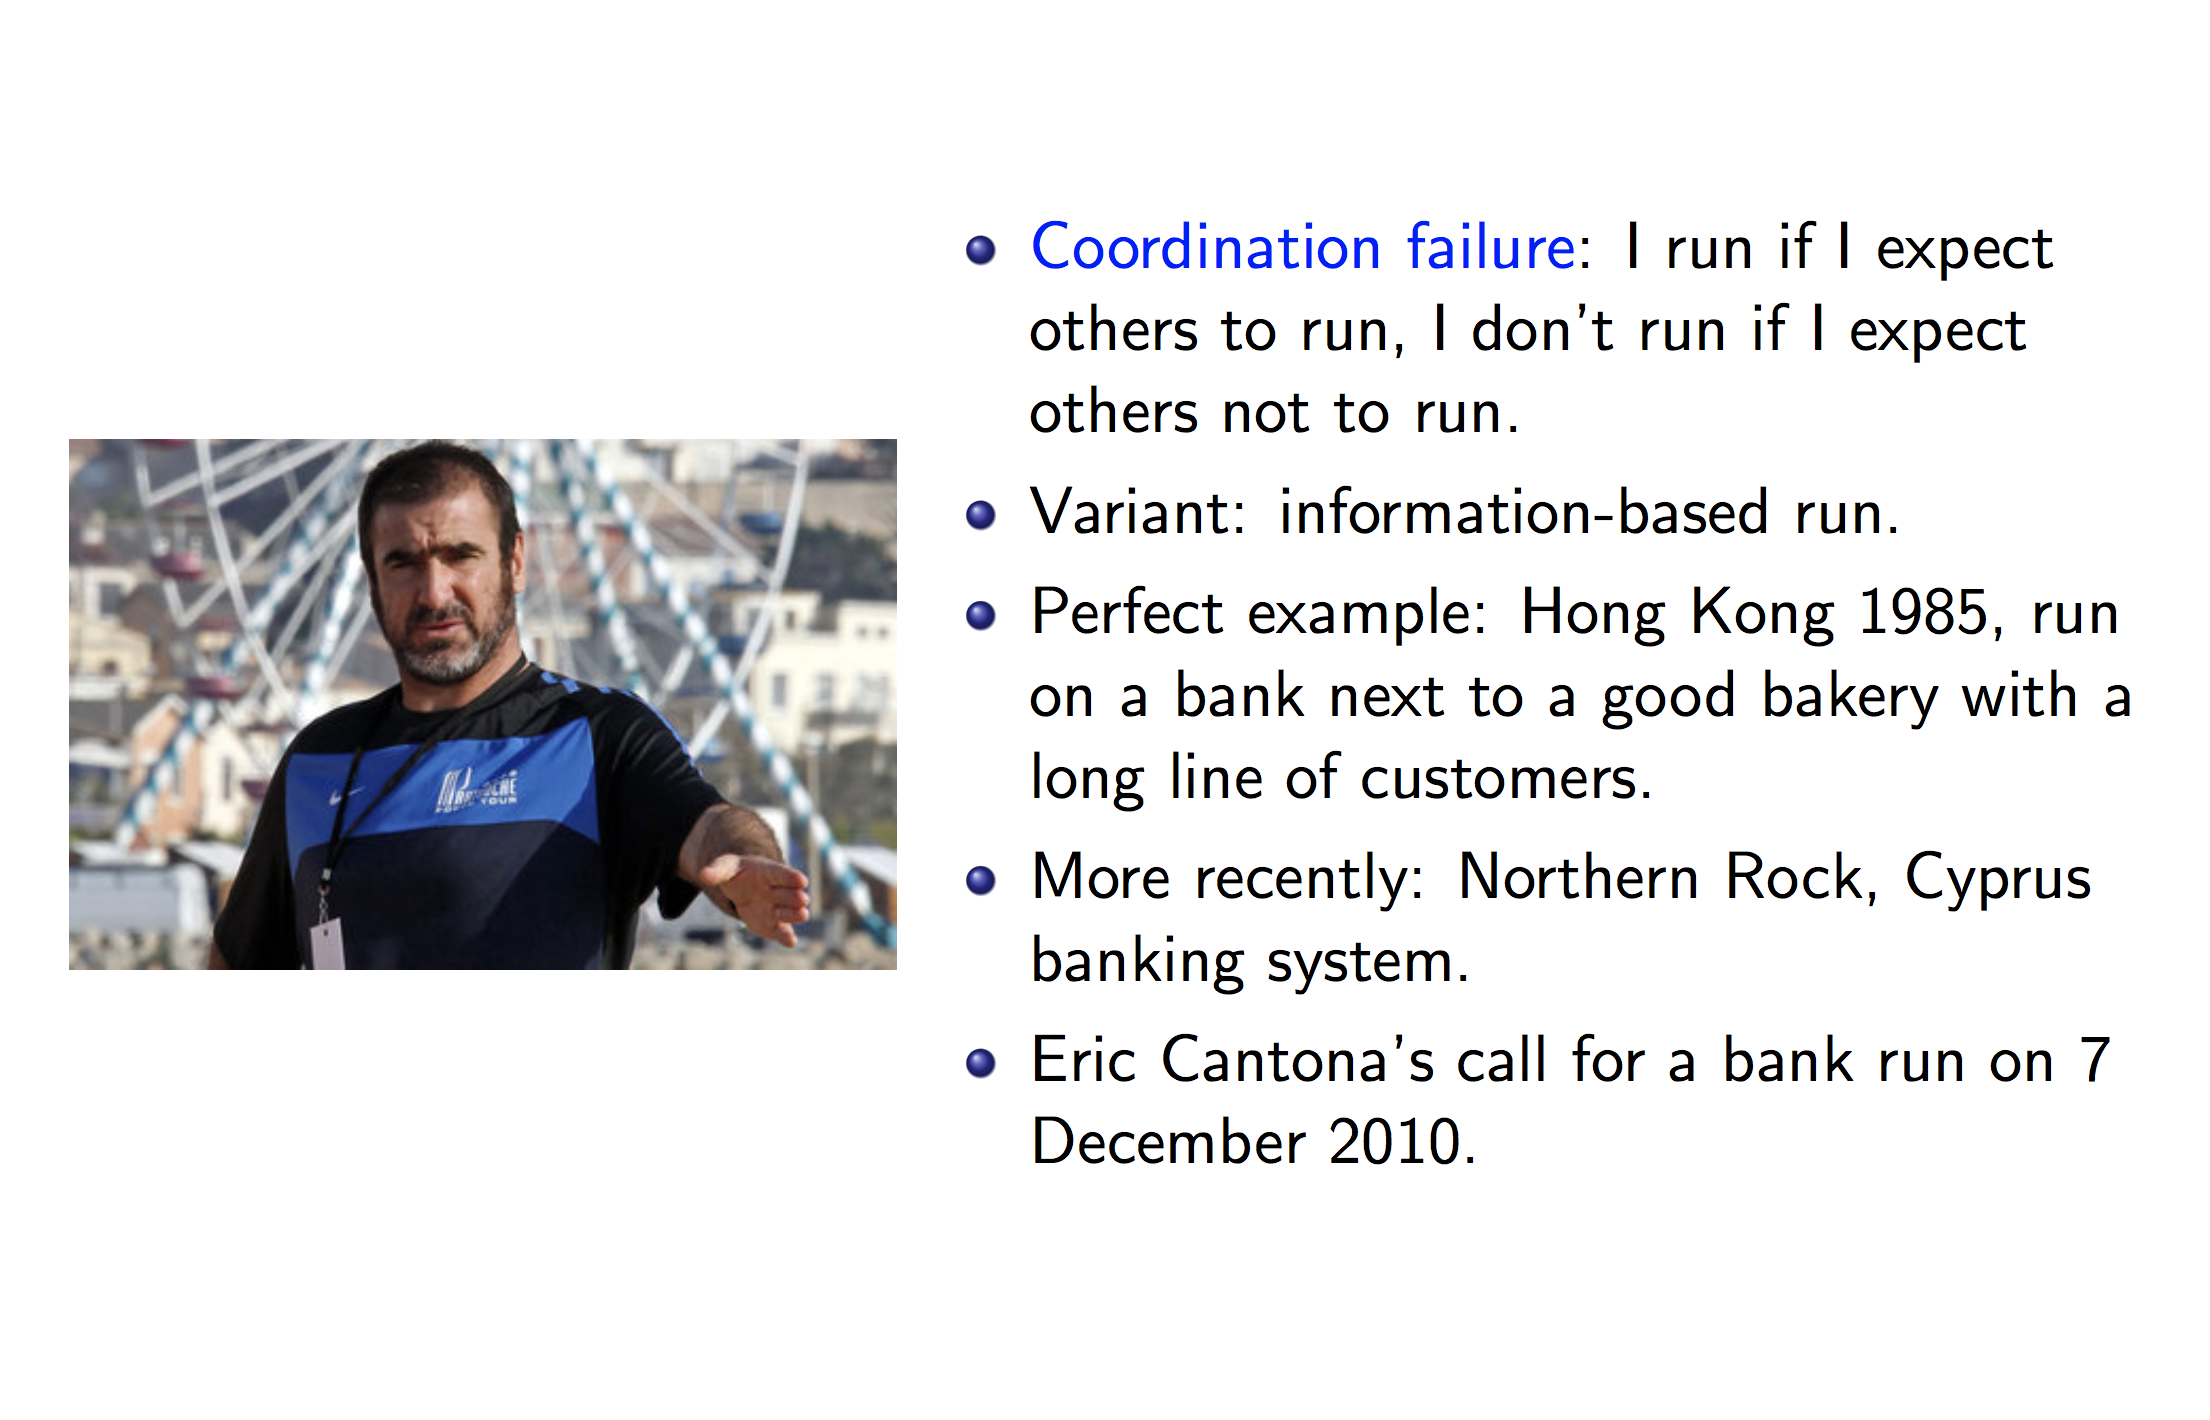 Coordination failure: I run if I expect
others to run, I don't run if I expect
others not to run.
Variant: information-based run.
Perfect example: Hong Kong 1985, run
on a bank next to a good bakery with a
long line of customers.
More recently: Northern Rock, Cyprus
banking system.
Eric Cantona's call for a bank run on 7
December 2010.